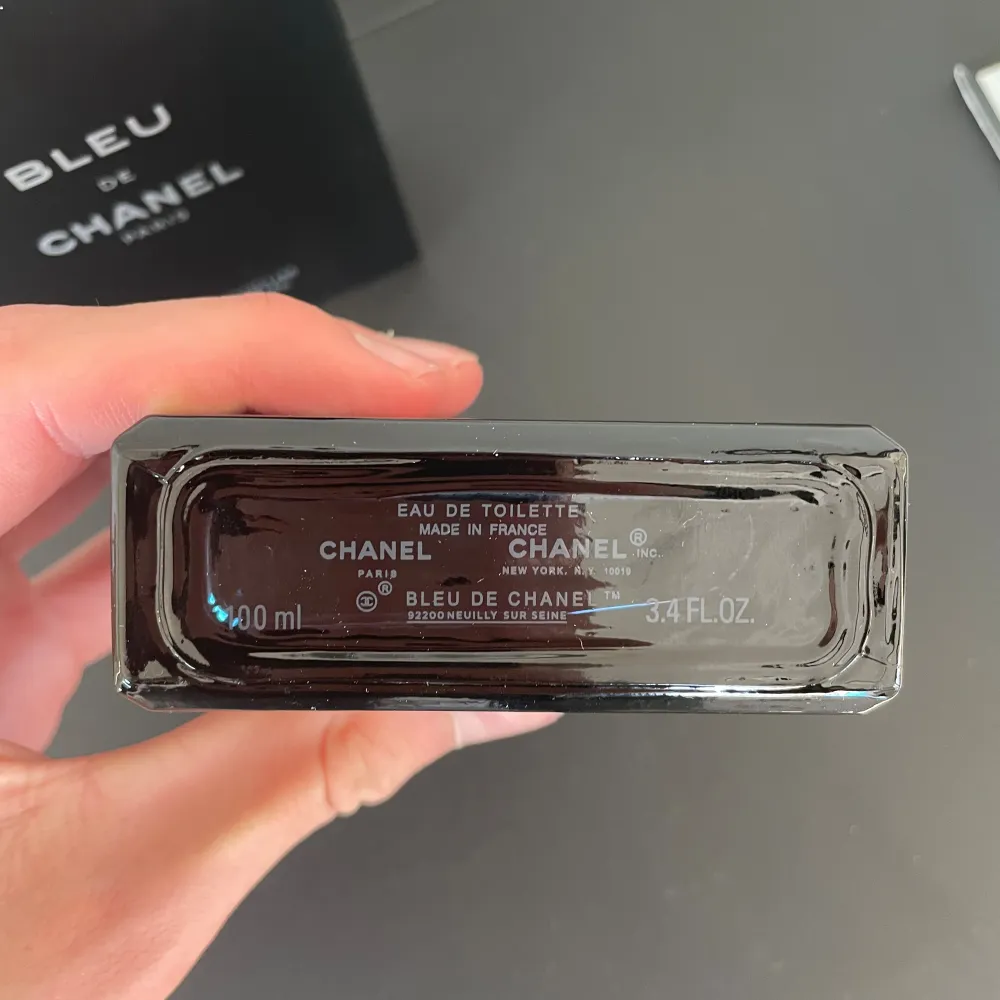 BLEU
DE
CHANEL
PARIS
EAU DE TOILETTE
MADE IN FRANCE
CHANEL CHANEL® INC.
PARIS NEW YORK, N.Y. 10019
® BLEU DE CHANEL™
92200 NEUILLY SUR SEINE
100 ml 3.4 FL.OZ.